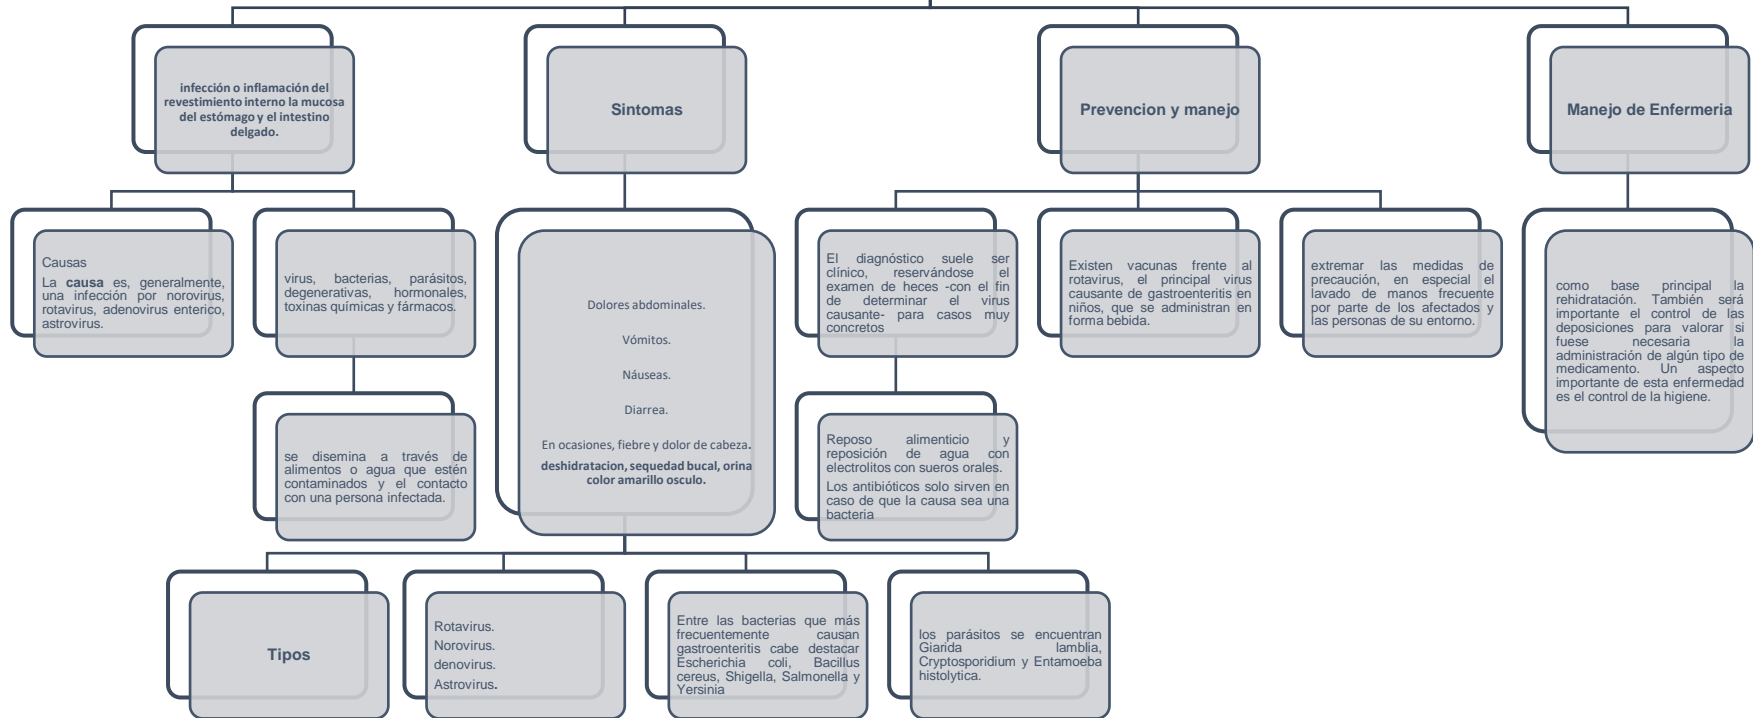 infección o inflamación del
revestimiento interno la mucosa
del estómago y el intestino
delgado.
Sintomas
Prevencion y manejo
Manejo de Enfermeria
Causas
La causa es, generalmente,
una infección por norovirus,
rotavirus, adenovirus enterico,
astrovirus.
virus, bacterias, parásitos,
degenerativas, hormonales,
toxinas químicas y fármacos.
Dolores abdominales.
Vómitos.
Náuseas.
Diarrea.
En ocasiones, fiebre y dolor de cabeza.
deshidratacion, sequedad bucal, orina
color amarillo osculo.
El diagnóstico suele ser
clínico, reservándose el
examen de heces -con el fin
de determinar el virus
causante- para casos muy
concretos
Existen vacunas frente al
rotavirus, el principal virus
causante de gastroenteritis en
niños, que se administran en
forma bebida.
extremar las medidas de
precaución, en especial el
lavado de manos frecuente
por parte de los afectados y
las personas de su entorno.
como base principal la
rehidratación. También será
importante el control de las
deposiciones para valorar si
fuese necesaria la
administración de algún tipo de
medicamento. Un aspecto
importante de esta enfermedad
es el control de la higiene.
se disemina a través de
alimentos o agua que estén
contaminados y el contacto
con una persona infectada.
Reposo alimenticio y
reposición de agua con
electrolitos con sueros orales.
Los antibióticos solo sirven en
caso de que la causa sea una
bacteria
Tipos
Rotavirus.
Norovirus.
denovirus.
Astrovirus.
Entre las bacterias que más
frecuentemente causan
gastroenteritis cabe destacar
Escherichia coli, Bacillus
cereus, Shigella, Salmonella y
Yersinia
los parásitos se encuentran
Giarida lamblia,
Cryptosporidium y Entamoeba
histolytica.